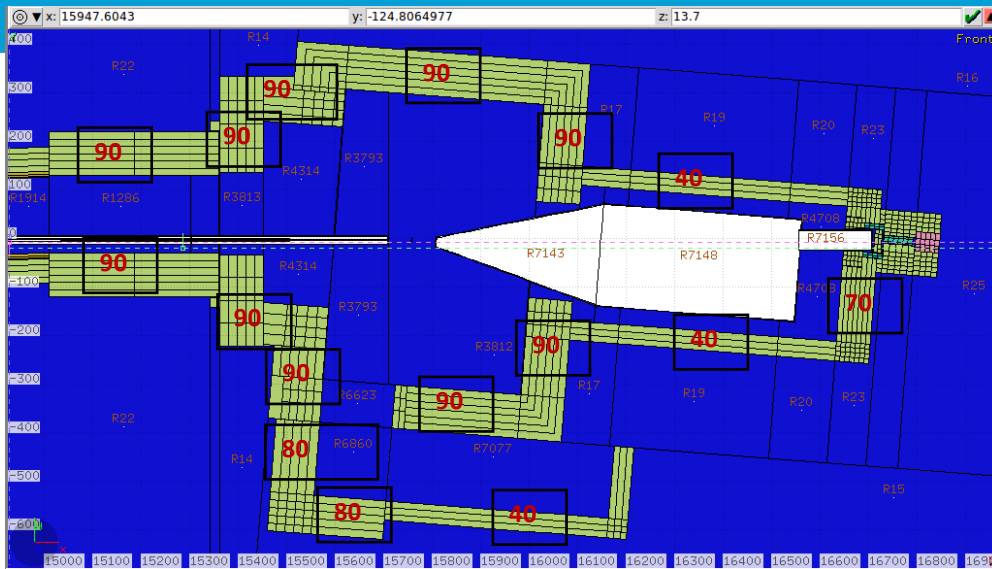 x: 15947.6043 y: -124.8064977 z: 13.7
Front
400
R14
R22
R16
90
300
90
R17
90
R19
R20
R23
200
90
90
90
R4314
R3793
40
100
R1914
R1286
R3813
R4708
0
R7156
R7143
R7148
90
R4314
-100
R4708
R25
70
R3793
90
-200
R3812
90
40
90
-300
R17
R19
R23
R6623
90
R20
R22
-400
80
R6860
R7077
R14
R15
-500
80
40
-600
15000 15100 15200 15300 15400 15500 15600 15700 15800 15900 16000 16100 16200 16300 16400 16500 16600 16700 16800